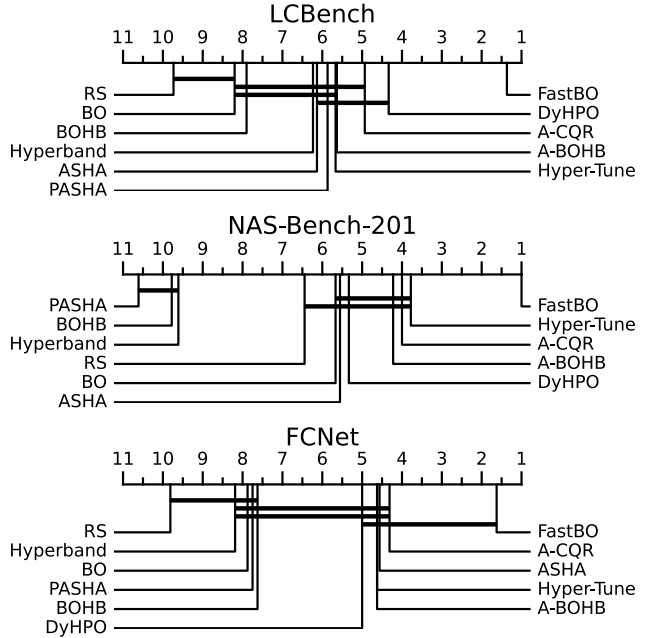 LCBench
11 10 9 8 7 6 5 4 3 2 1
RS FastBO
BO DyHPO
BOHB A-CQR
Hyperband A-BOHB
ASHA Hyper-Tune
PASHA
NAS-Bench-201
11 10 9 8 7 6 5 4 3 2 1
PASHA FastBO
BOHB Hyper-Tune
Hyperband A-CQR
RS A-BOHB
BO DyHPO
ASHA
FCNet
11 10 9 8 7 6 5 4 3 2 1
RS FastBO
Hyperband A-CQR
BO ASHA
PASHA Hyper-Tune
BOHB A-BOHB
DyHPO